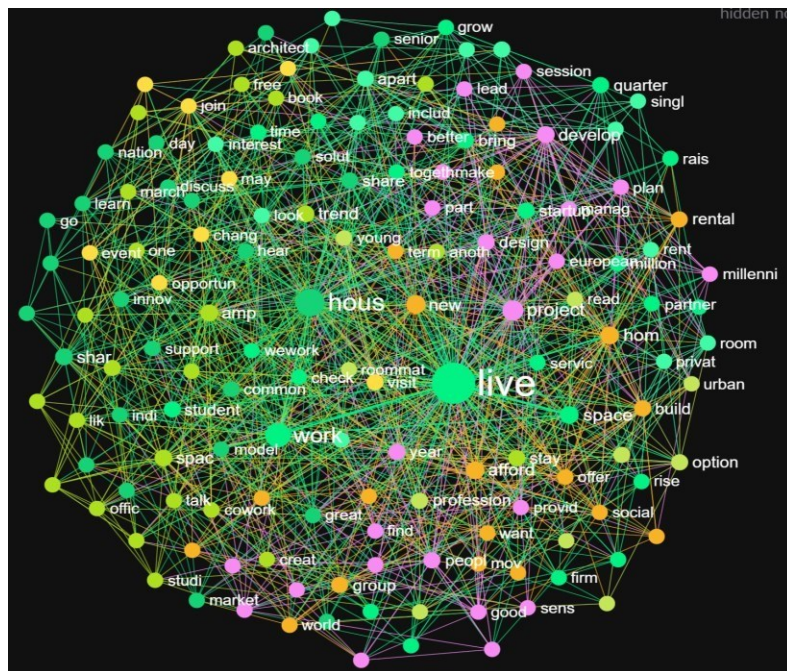 hidden no
grow
architect
senior
free
apart
session
lead
quarter
book
includ
singl
join
time
better
develop
bring
day
interest
nation
solut
rais
discuss
togethmake
may
share
plan
march
learn
part
manag
look
trend
startup
go
rental
chang
young
design
one
hear
term
anoth
rent
event
european
million
millenni
opportun
read
innov
hous
new
project
partner
amp
hom
room
support
wework
shar
servic
privat
roommat
check
visit
live
urban
common
indi
student
space
build
lik
work
model
year
spac
stay
option
afford
offer
rise
talk
profession
offic
cowork
provid
social
great
find
want
creat
peopl
mov
studi
group
firm
market
good
sens
world